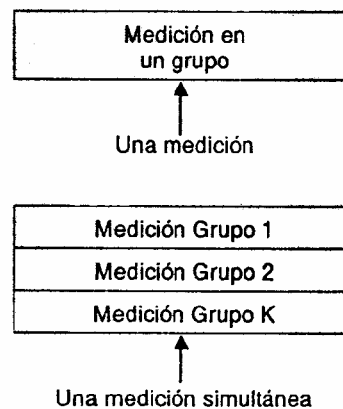 Medición en
un grupo
Una medición
Medición Grupo 1
Medición Grupo 2
Medición Grupo K
Una medición simultánea